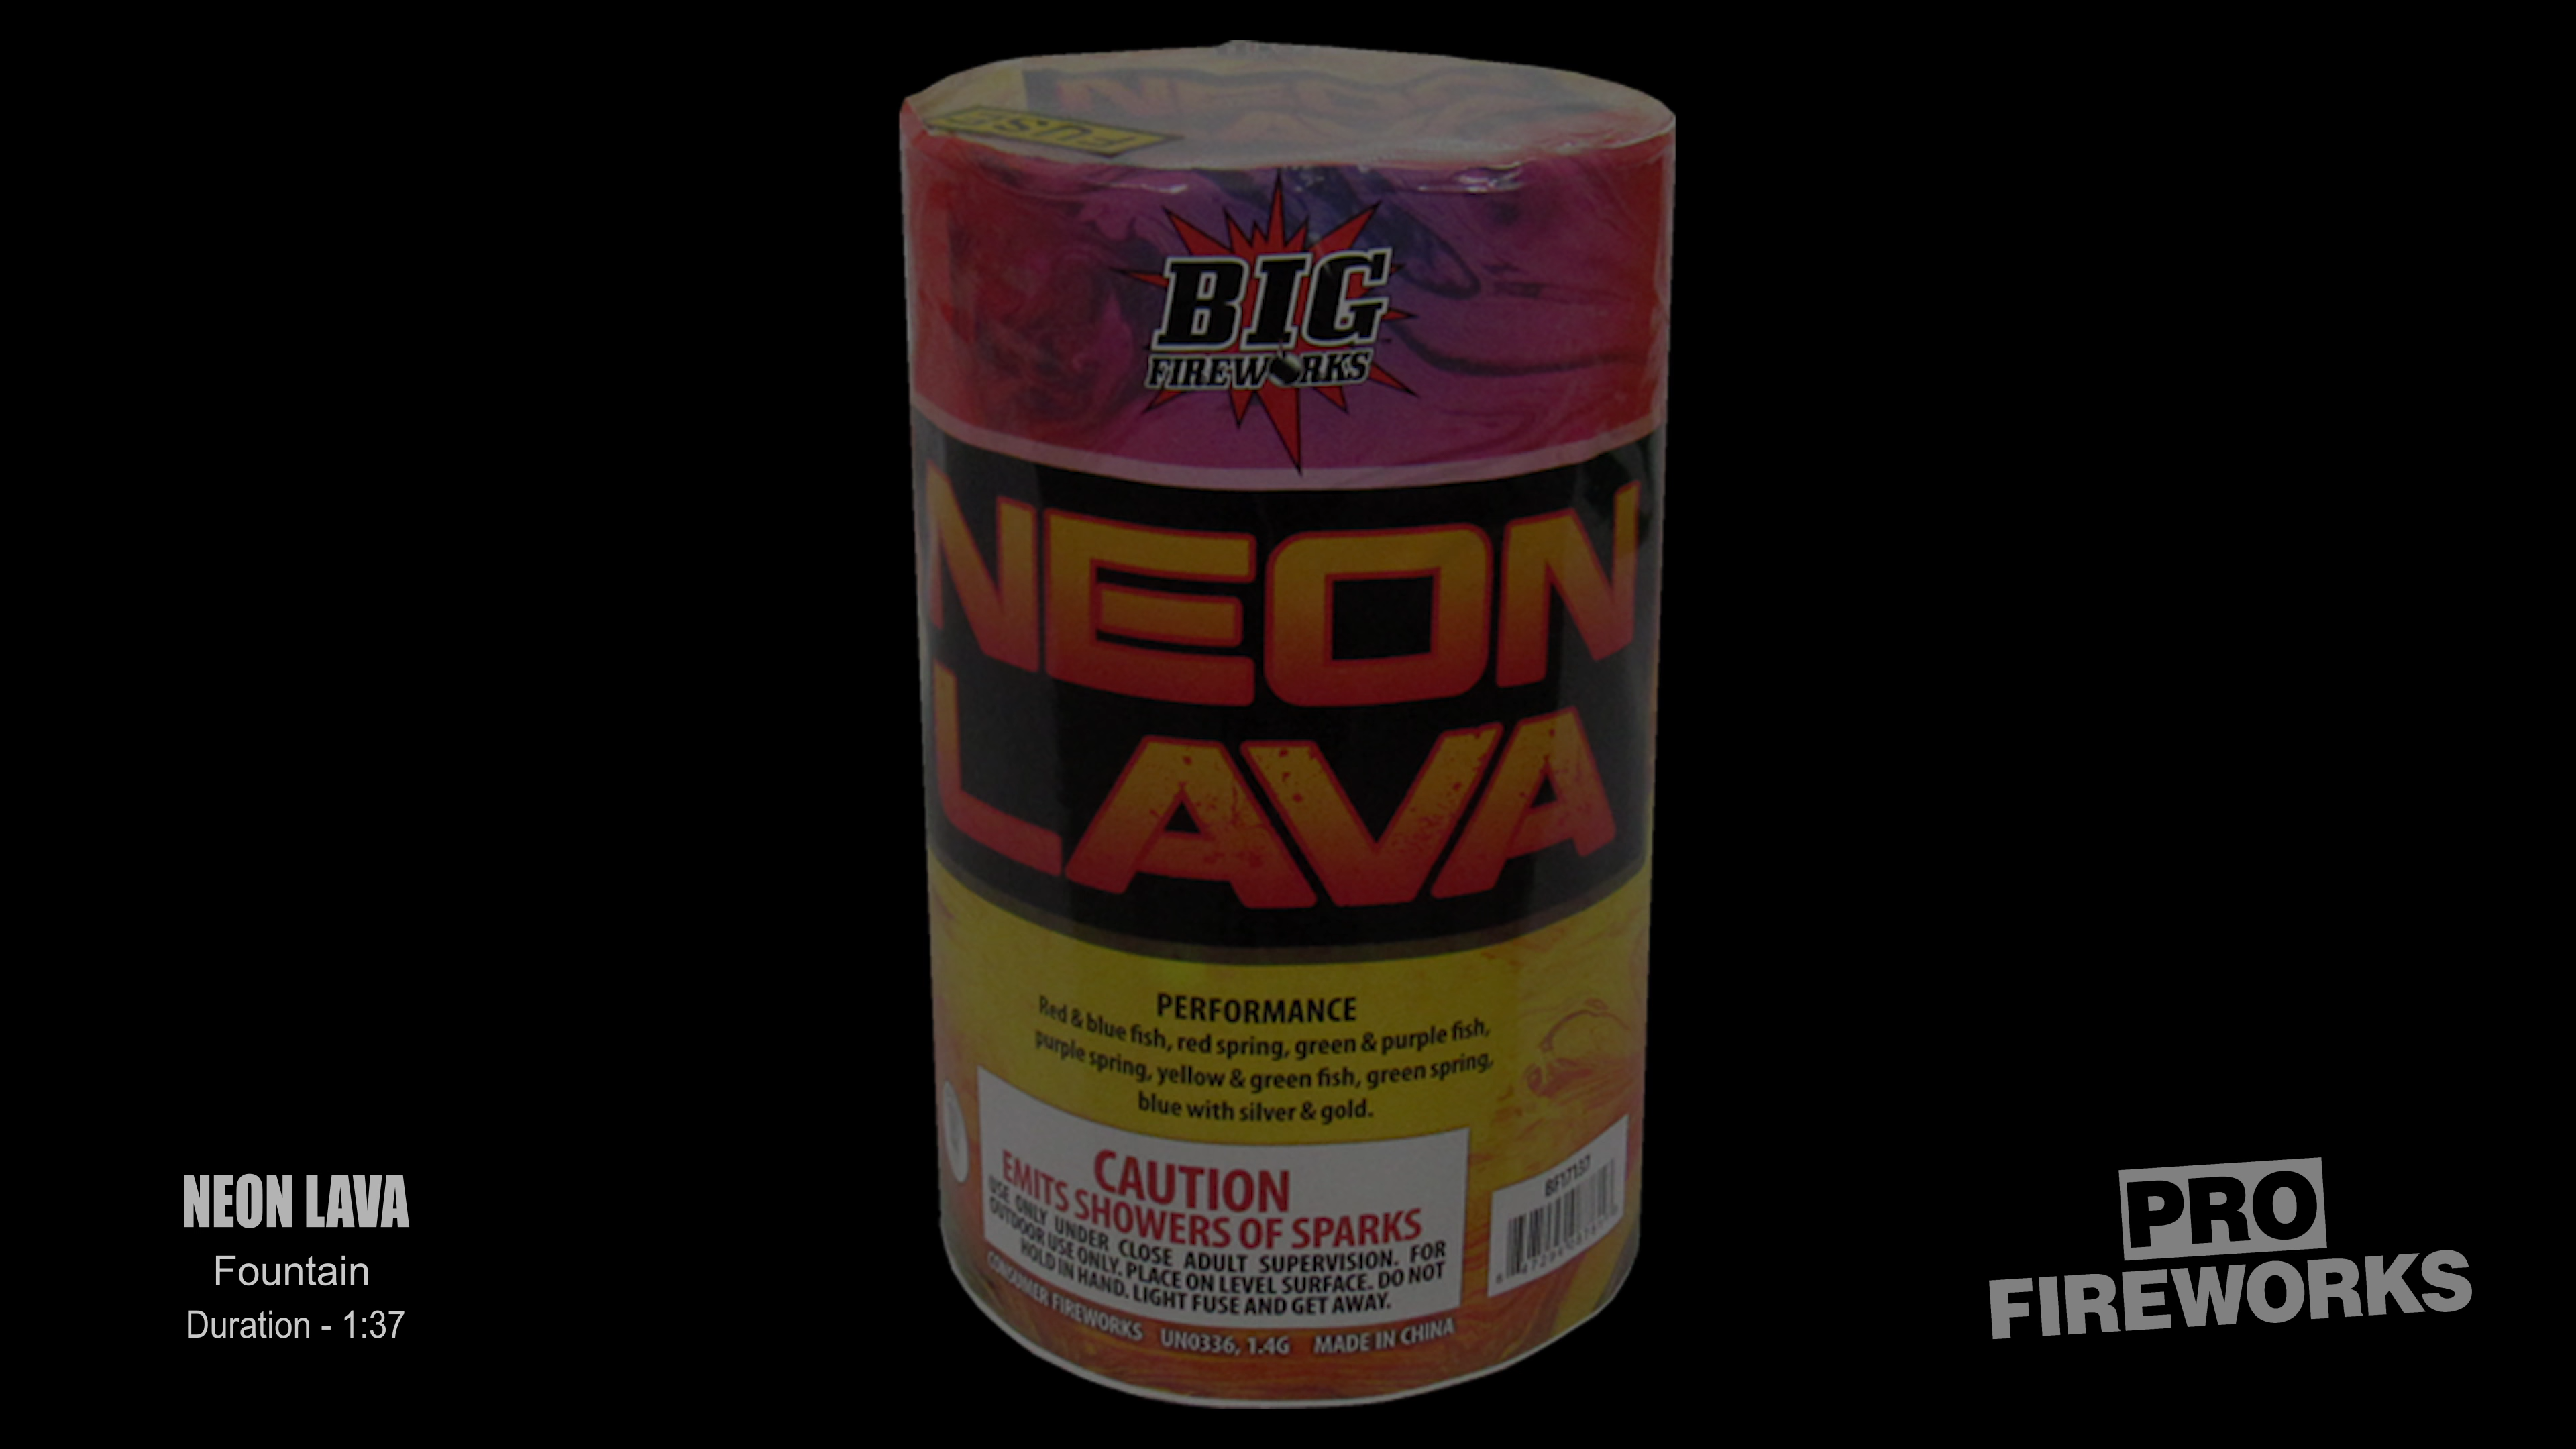 NEON
FUSE
BIG
FIREWORKS
NEON
LAVA
PERFORMANCE
Red & blue fish, red spring, green & purple fish,
purple spring, yellow & green fish, green spring,
blue with silver & gold.
CAUTION
EMITS SHOWERS OF SPARKS
USE ONLY UNDER CLOSE ADULT SUPERVISION. FOR
OUTDOOR USE ONLY. PLACE ON LEVEL SURFACE. DO NOT
HOLD IN HAND. LIGHT FUSE AND GET AWAY.
CONSUMER FIREWORKS UN0336, 1.4G MADE IN CHINA
BF17137
NEON LAVA
Fountain
Duration - 1:37
PRO
FIREWORKS